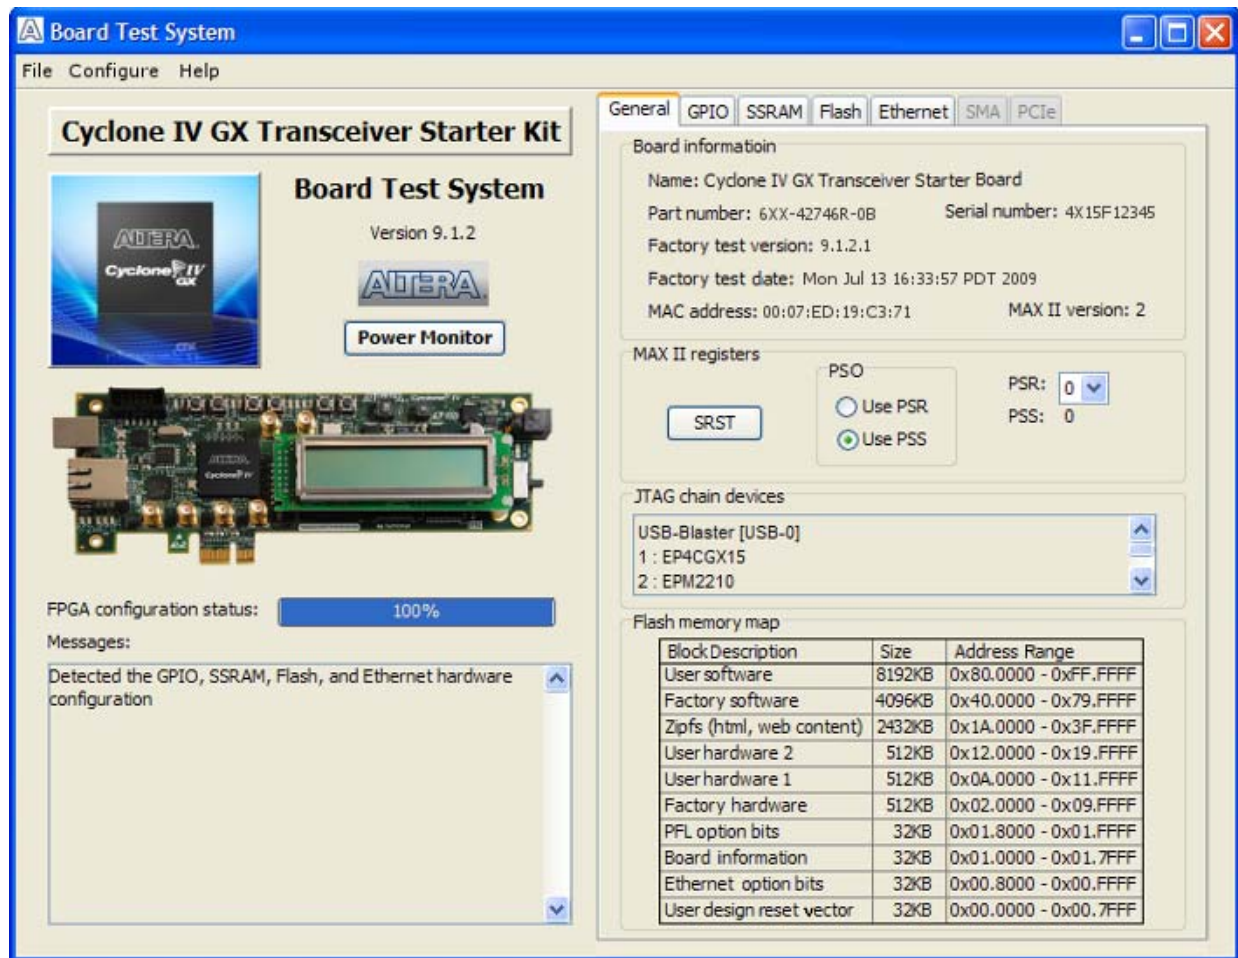 Board Test System
File Configure Help
Cyclone IV GX Transceiver Starter Kit
ALTERA.
Cyclone IV
GX
Board Test System
Version 9.1.2
ALTERA.
Power Monitor
ALTERA.
Cyclone IV
FPGA configuration status: 100%
Messages:
Detected the GPIO, SSRAM, Flash, and Ethernet hardware
configuration
General GPIO SSRAM Flash Ethernet SMA PCIe
Board informatioin
Name: Cyclone IV GX Transceiver Starter Board
Part number: 6XX-42746R-0B Serial number: 4X15F12345
Factory test version: 9.1.2.1
Factory test date: Mon Jul 13 16:33:57 PDT 2009
MAC address: 00:07:ED:19:C3:71 MAX II version: 2
MAX II registers
SRST
PSO
Use PSR
Use PSS
PSR: 0
PSS: 0
JTAG chain devices
USB-Blaster [USB-0]
1 : EP4CGX15
2 : EPM2210
Flash memory map
Block Description Size Address Range
User software 8192KB 0x80.0000 - 0xFF.FFFF
Factory software 4096KB 0x40.0000 - 0x79.FFFF
Zipfs (html, web content) 2432KB 0x1A.0000 - 0x3F.FFFF
User hardware 2 512KB 0x12.0000 - 0x19.FFFF
User hardware 1 512KB 0x0A.0000 - 0x11.FFFF
Factory hardware 512KB 0x02.0000 - 0x09.FFFF
PFL option bits 32KB 0x01.8000 - 0x01.FFFF
Board information 32KB 0x01.0000 - 0x01.7FFF
Ethernet option bits 32KB 0x00.8000 - 0x00.FFFF
User design reset vector 32KB 0x00.0000 - 0x00.7FFF